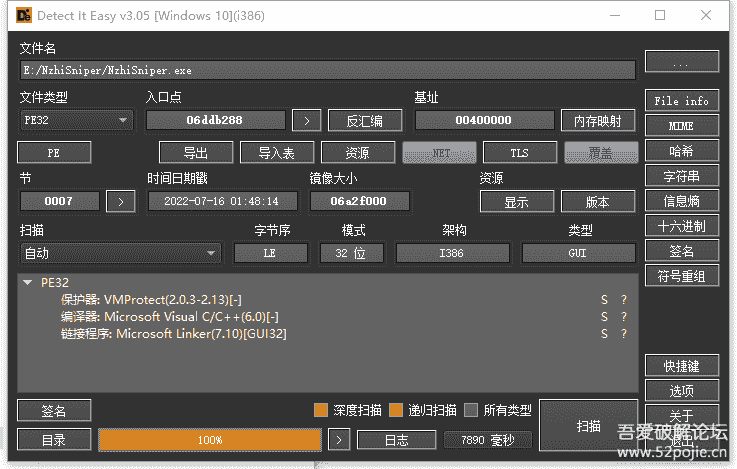 Detect It Easy v3.05 [Windows 10](i386)
文件名
E:/NzhiSniper/NzhiSniper.exe
...
文件类型 入口点 基址
PE32 06ddb288 > 反汇编 00400000 内存映射
File info
MIME
PE 导出 导入表 资源 .NET TLS 覆盖
哈希
节 时间日期戳 镜像大小 资源
字符串
0007 > 2022-07-16 01:48:14 06a2f000 显示 版本
信息熵
扫描 字节序 模式 架构 类型
十六进制
自动 LE 32 位 I386 GUI
签名
符号重组
PE32
保护器: VMProtect(2.0.3-2.13)[-] S ?
编译器: Microsoft Visual C/C++(6.0)[-] S ?
链接程序: Microsoft Linker(7.10)[GUI32] S ?
快捷键
选项
签名 深度扫描 递归扫描 所有类型 扫描
关于
目录 100% > 日志 7890 毫秒
退出
吾爱破解论坛
www.52pojie.cn